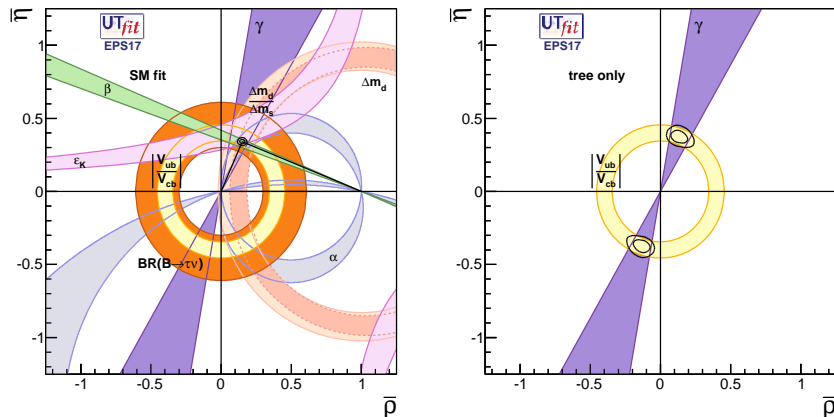 η̅
UTfit
EPS17
γ
SM fit
Δm_d
Δm_d
Δm_s
β
ε_K
|V_ub
V_cb|
BR(B→τν)
α
1
0.5
0
-0.5
-1
-1 -0.5 0 0.5 1
ρ̅
η̅
UTfit
EPS17
γ
tree only
|V_ub
V_cb|
1
0.5
0
-0.5
-1
-1 -0.5 0 0.5 1
ρ̅